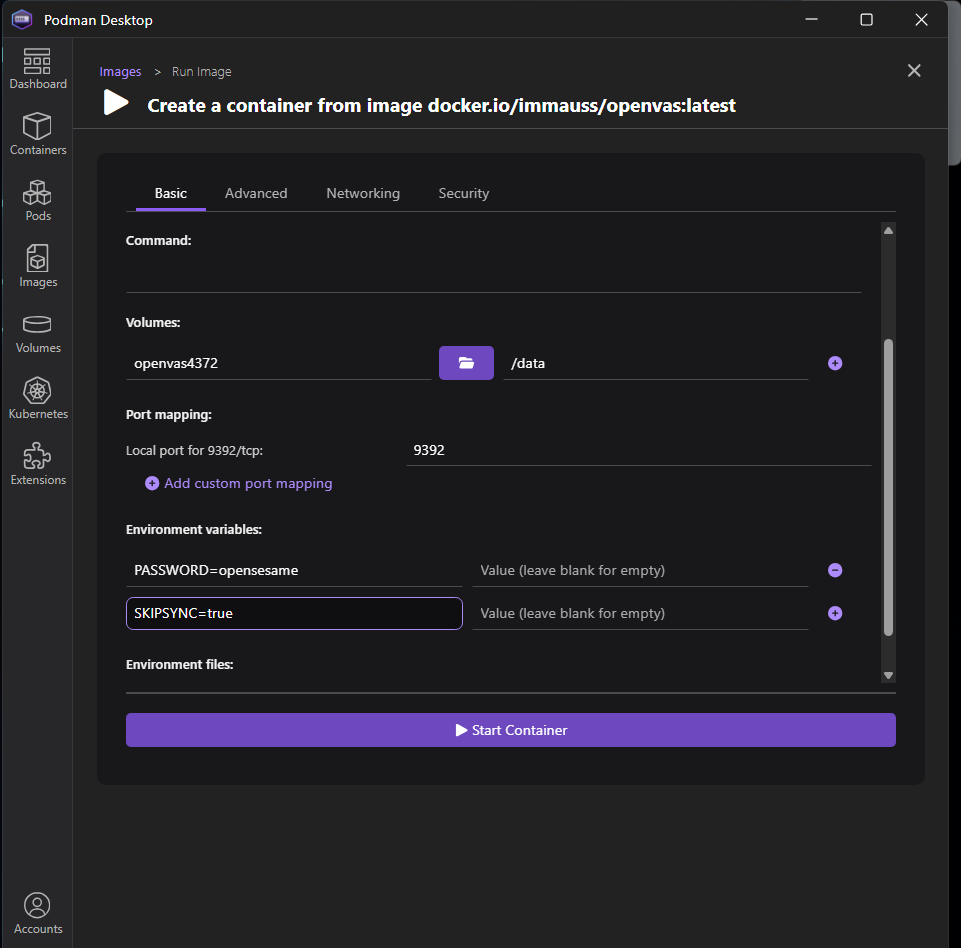 Podman Desktop
Dashboard
Containers
Pods
Images
Volumes
Kubernetes
Extensions
Accounts
Images > Run Image
Create a container from image docker.io/immauss/openvas:latest
Basic Advanced Networking Security
Command:
Volumes:
openvas4372 /data
Port mapping:
Local port for 9392/tcp: 9392
Add custom port mapping
Environment variables:
PASSWORD=opensesame Value (leave blank for empty)
SKIPSYNC=true Value (leave blank for empty)
Environment files:
Start Container